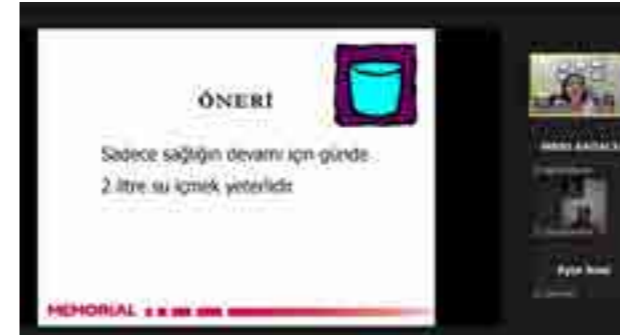 ÖNERİ
Sadece sağlığın devamı için günde
2 litre su içmek yeterlidir
MEMORIAL